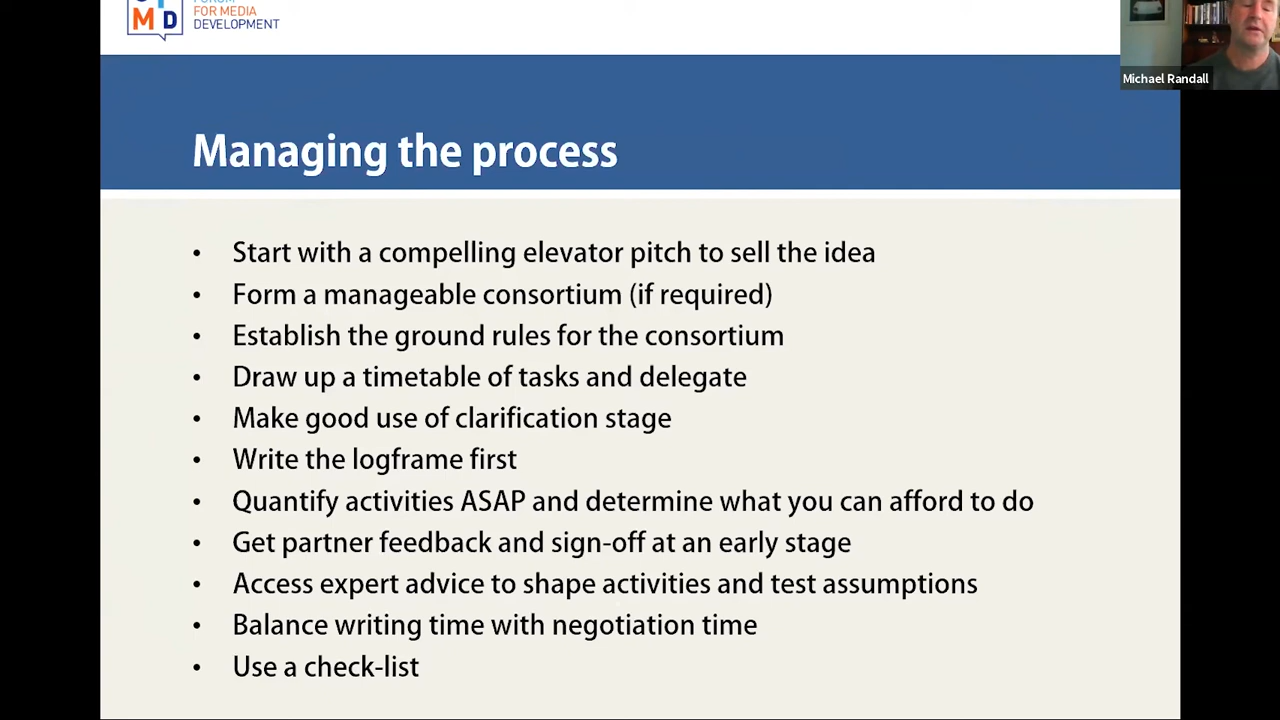 MD
FOR MEDIA
DEVELOPMENT
Michael Randall
Managing the process
• Start with a compelling elevator pitch to sell the idea
• Form a manageable consortium (if required)
• Establish the ground rules for the consortium
• Draw up a timetable of tasks and delegate
• Make good use of clarification stage
• Write the logframe first
• Quantify activities ASAP and determine what you can afford to do
• Get partner feedback and sign-off at an early stage
• Access expert advice to shape activities and test assumptions
• Balance writing time with negotiation time
• Use a check-list